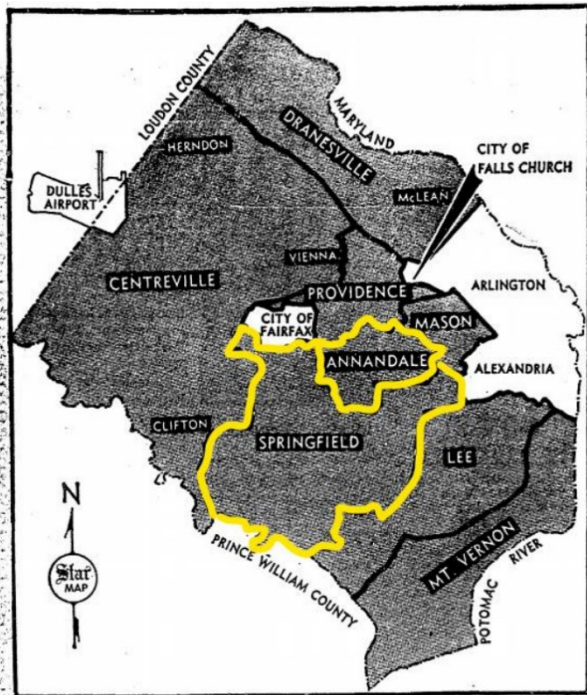 LOUDON COUNTY
MARYLAND
DRANESVILLE
HERNDON
CITY OF
FALLS CHURCH
McLEAN
DULLES
AIRPORT
VIENNA
CENTREVILLE
PROVIDENCE
ARLINGTON
CITY OF
FAIRFAX
MASON
ANNANDALE
ALEXANDRIA
CLIFTON
SPRINGFIELD
LEE
N
Star
MAP
PRINCE WILLIAM COUNTY
MT. VERNON
POTOMAC
RIVER